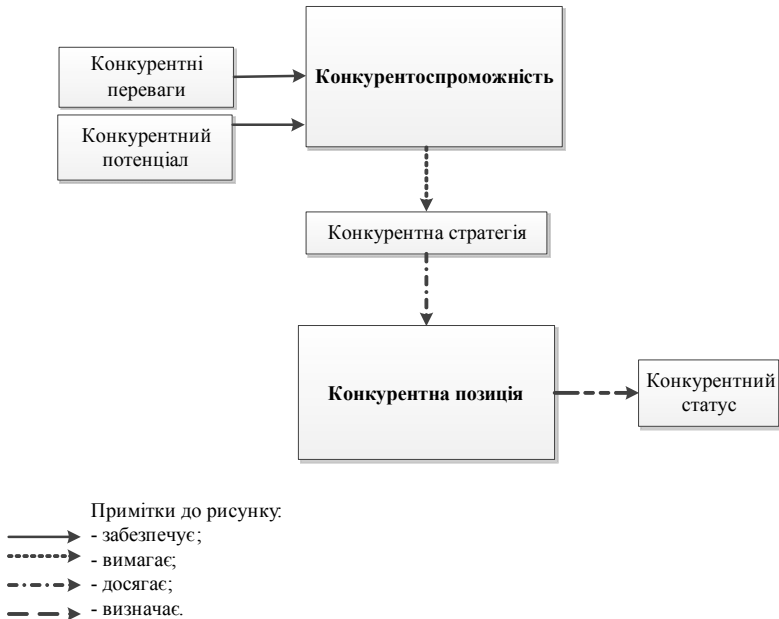 Конкурентні
переваги
Конкурентоспроможність
Конкурентний
потенціал
Конкурентна стратегія
Конкурентна позиція
Конкурентний
статус
Примітки до рисунку:
- забезпечує;
- вимагає;
- досягає;
- визначає.